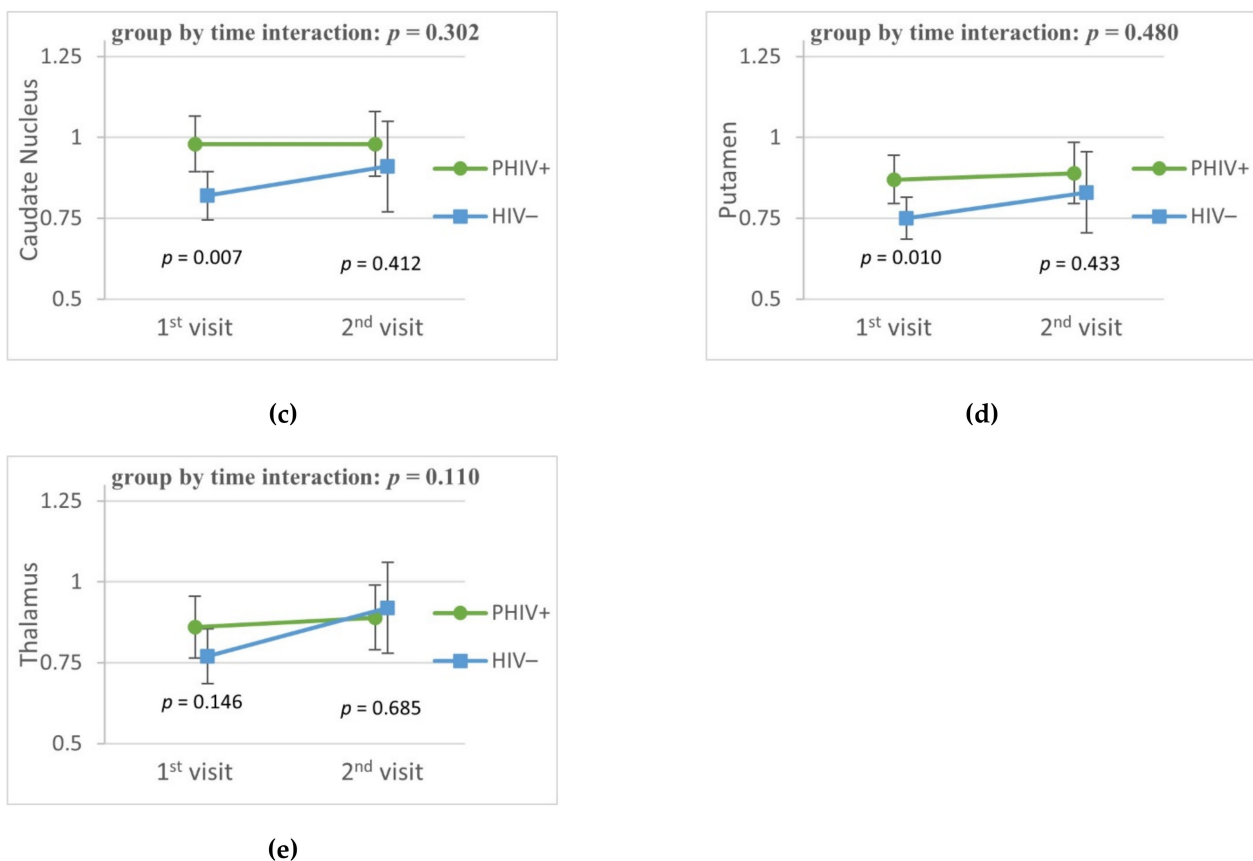 group by time interaction: p = 0.302
1.25
1
0.75
0.5
Caudate Nucleus
PHIV+
HIV–
p = 0.007
p = 0.412
1st visit
2nd visit
(c)
group by time interaction: p = 0.480
1.25
1
0.75
0.5
Putamen
PHIV+
HIV–
p = 0.010
p = 0.433
1st visit
2nd visit
(d)
group by time interaction: p = 0.110
1.25
1
0.75
0.5
Thalamus
PHIV+
HIV–
p = 0.146
p = 0.685
1st visit
2nd visit
(e)